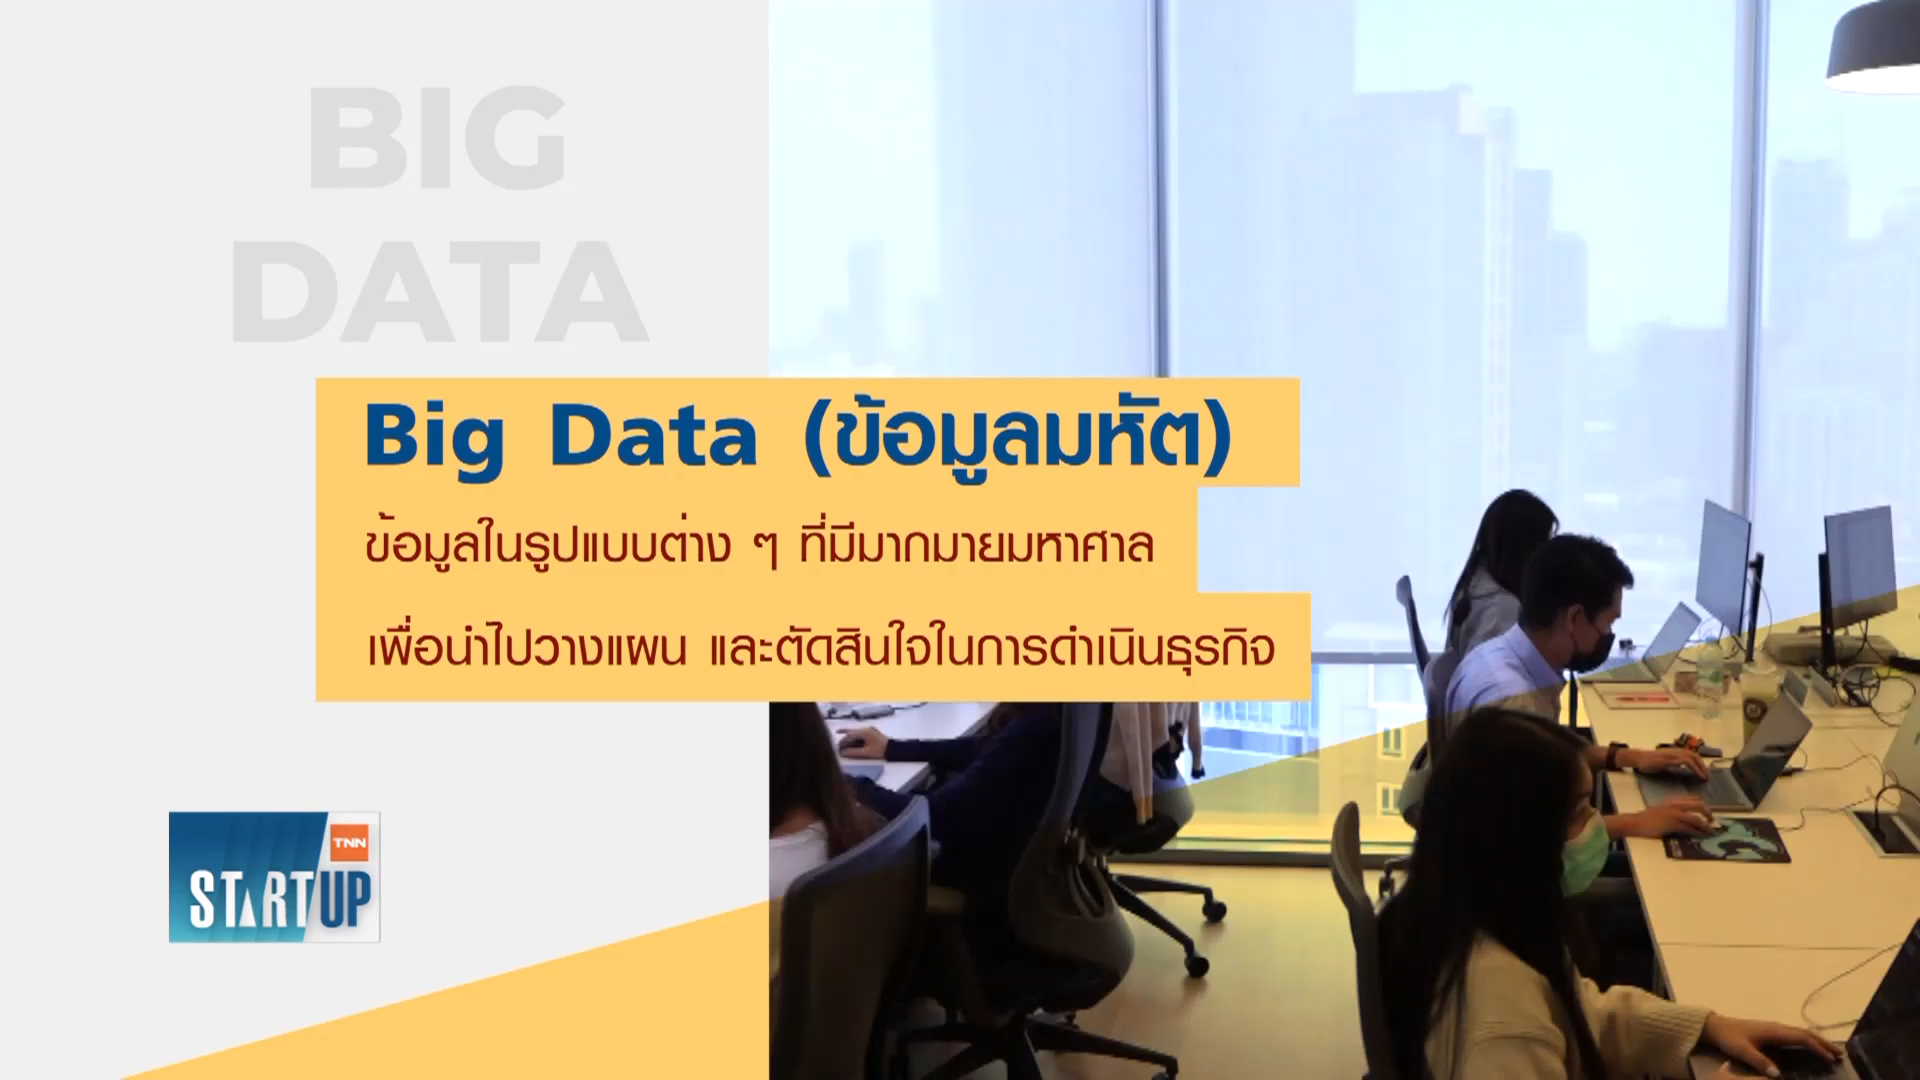 BIG
DATA
Big Data (ข้อมูลมหัต)
ข้อมูลในรูปแบบต่าง ๆ ที่มีมากมายมหาศาล
เพื่อนำไปวางแผน และตัดสินใจในการดำเนินธุรกิจ
TNN
STARTUP